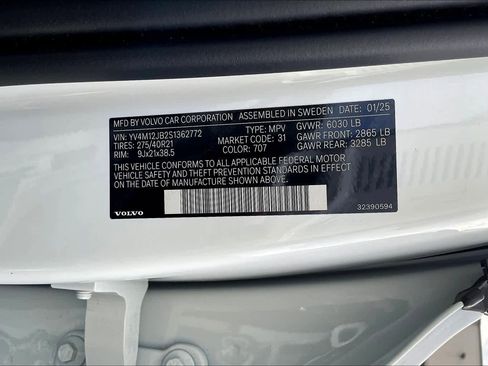 MFD BY VOLVO CAR CORPORATION ASSEMBLED IN SWEDEN DATE: 01/25
VIN: YV4M12JB2S1362772 TYPE: MPV GVWR: 6030 LB
TIRES: 275/40R21 MARKET CODE: 31 GAWR FRONT: 2865 LB
RIM: 9Jx21x38.5 COLOR: 707 GAWR REAR: 3285 LB
THIS VEHICLE CONFORMS TO ALL APPLICABLE FEDERAL MOTOR
VEHICLE SAFETY AND THEFT PREVENTION STANDARDS IN EFFECT
ON THE DATE OF MANUFACTURE SHOWN ABOVE.
VOLVO 32390594